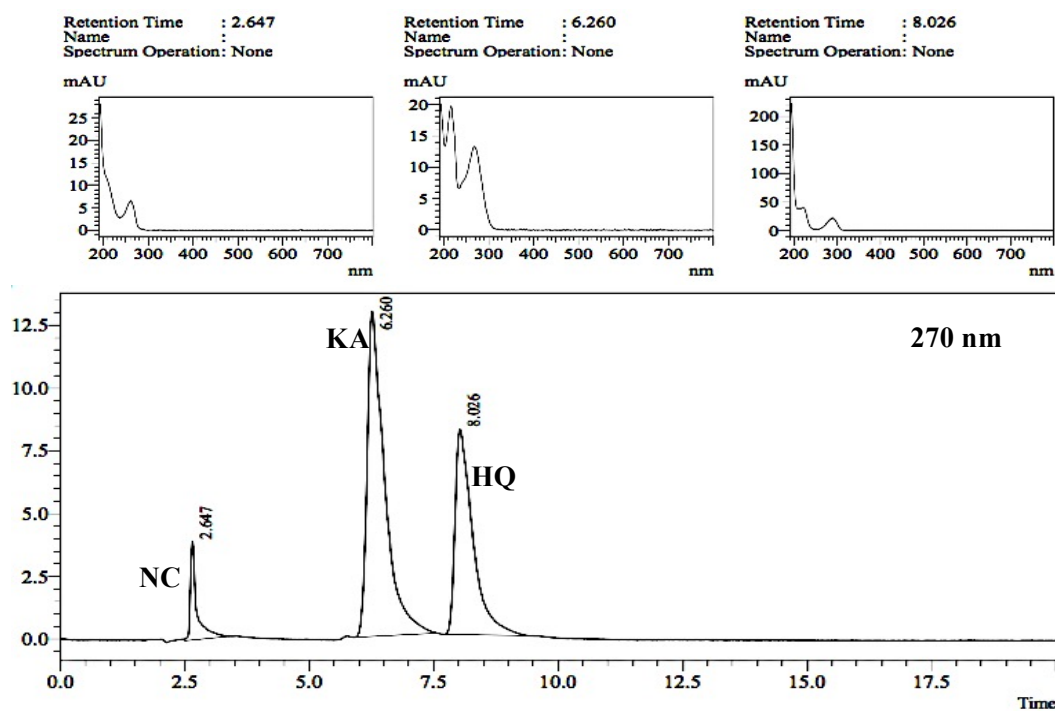 Retention Time : 2.647
Name :
Spectrum Operation: None
mAU
25
20
15
10
5
0
200 300 400 500 600 700
nm
Retention Time : 6.260
Name :
Spectrum Operation: None
mAU
20
15
10
5
0
200 300 400 500 600 700
nm
Retention Time : 8.026
Name :
Spectrum Operation: None
mAU
200
150
100
50
0
200 300 400 500 600 700
nm
12.5
10.0
7.5
5.0
2.5
0.0
NC
2.647
KA
6.260
HQ
8.026
270 nm
0.0 2.5 5.0 7.5 10.0 12.5 15.0 17.5
Time